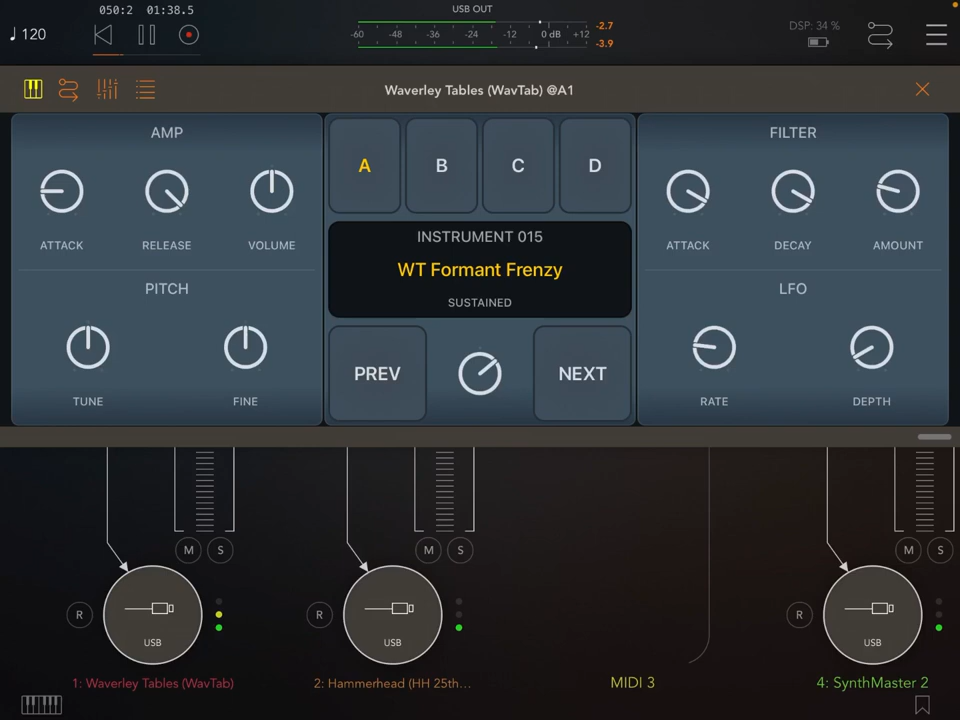 050:2 01:38.5
♩120
USB OUT
-60 -48 -36 -24 -12 0 dB +12
-2.7
-3.9
DSP: 34 %
Waverley Tables (WavTab) @A1
AMP
ATTACK RELEASE VOLUME
PITCH
TUNE FINE
A B C D
INSTRUMENT 015
WT Formant Frenzy
SUSTAINED
PREV NEXT
FILTER
ATTACK DECAY AMOUNT
LFO
RATE DEPTH
M S M S M S
R R R
USB USB USB
1: Waverley Tables (WavTab)
2: Hammerhead (HH 25th...
MIDI 3
4: SynthMaster 2